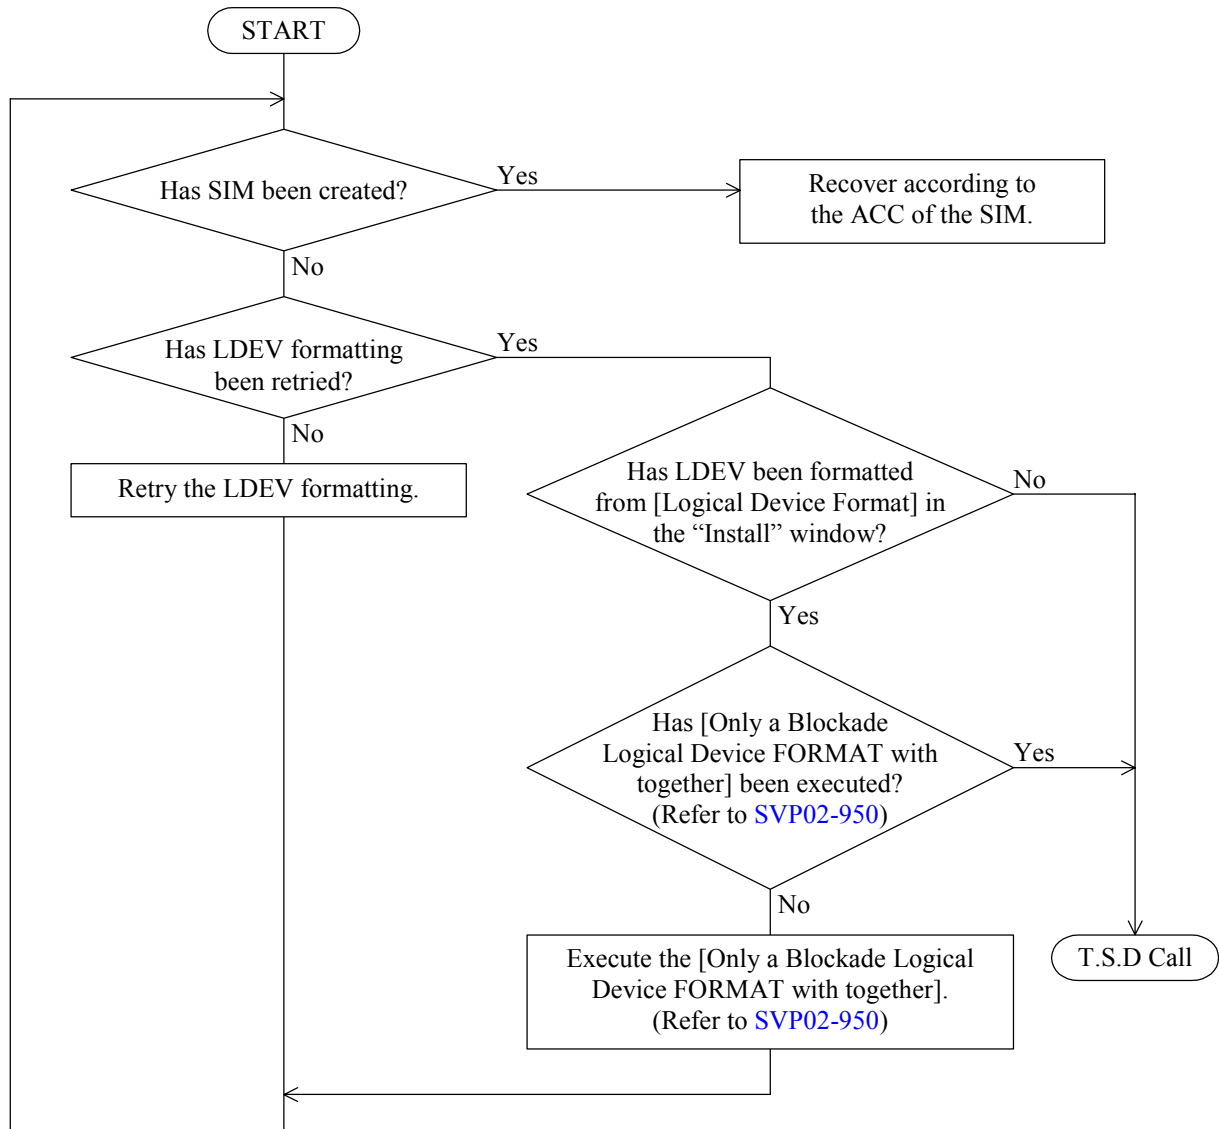 START
Has SIM been created?
Yes
Recover according to
the ACC of the SIM.
No
Has LDEV formatting
been retried?
Yes
No
Retry the LDEV formatting.
Has LDEV been formatted
from [Logical Device Format] in
the “Install” window?
No
Yes
Has [Only a Blockade
Logical Device FORMAT with
together] been executed?
(Refer to SVP02-950)
Yes
No
Execute the [Only a Blockade Logical
Device FORMAT with together].
(Refer to SVP02-950)
T.S.D Call